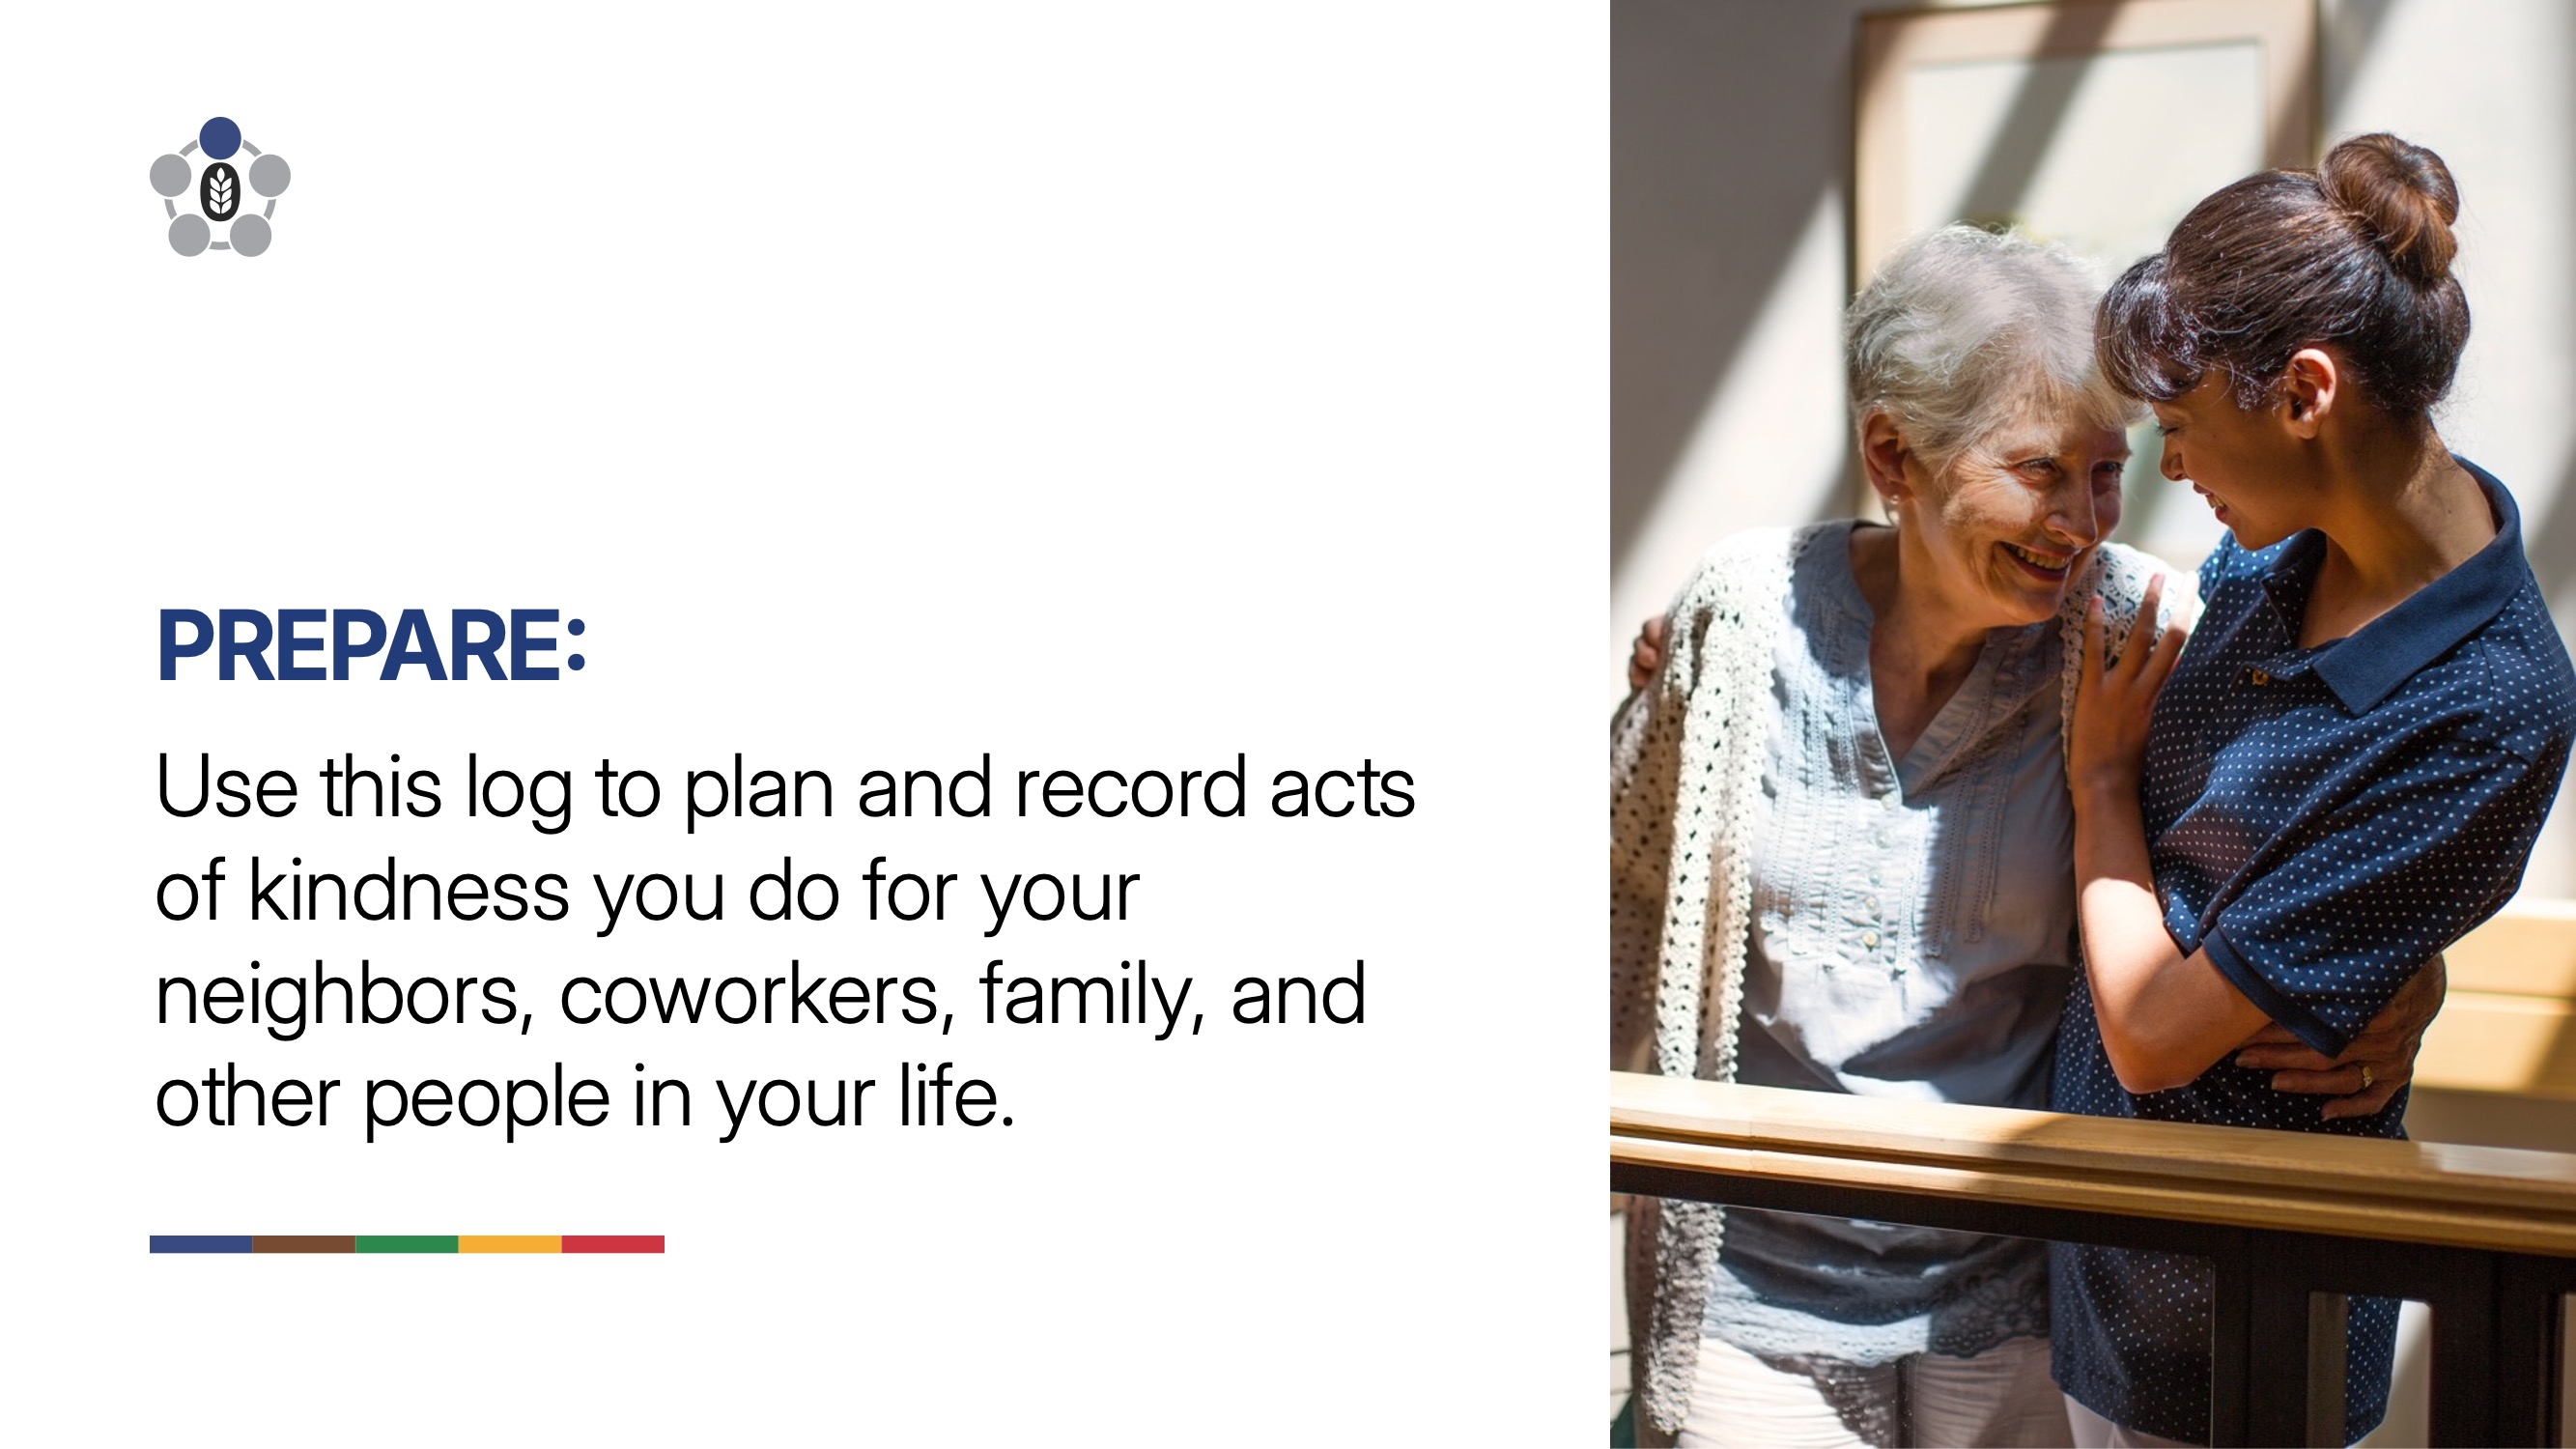 PREPARE:
Use this log to plan and record acts
of kindness you do for your
neighbors, coworkers, family, and
other people in your life.